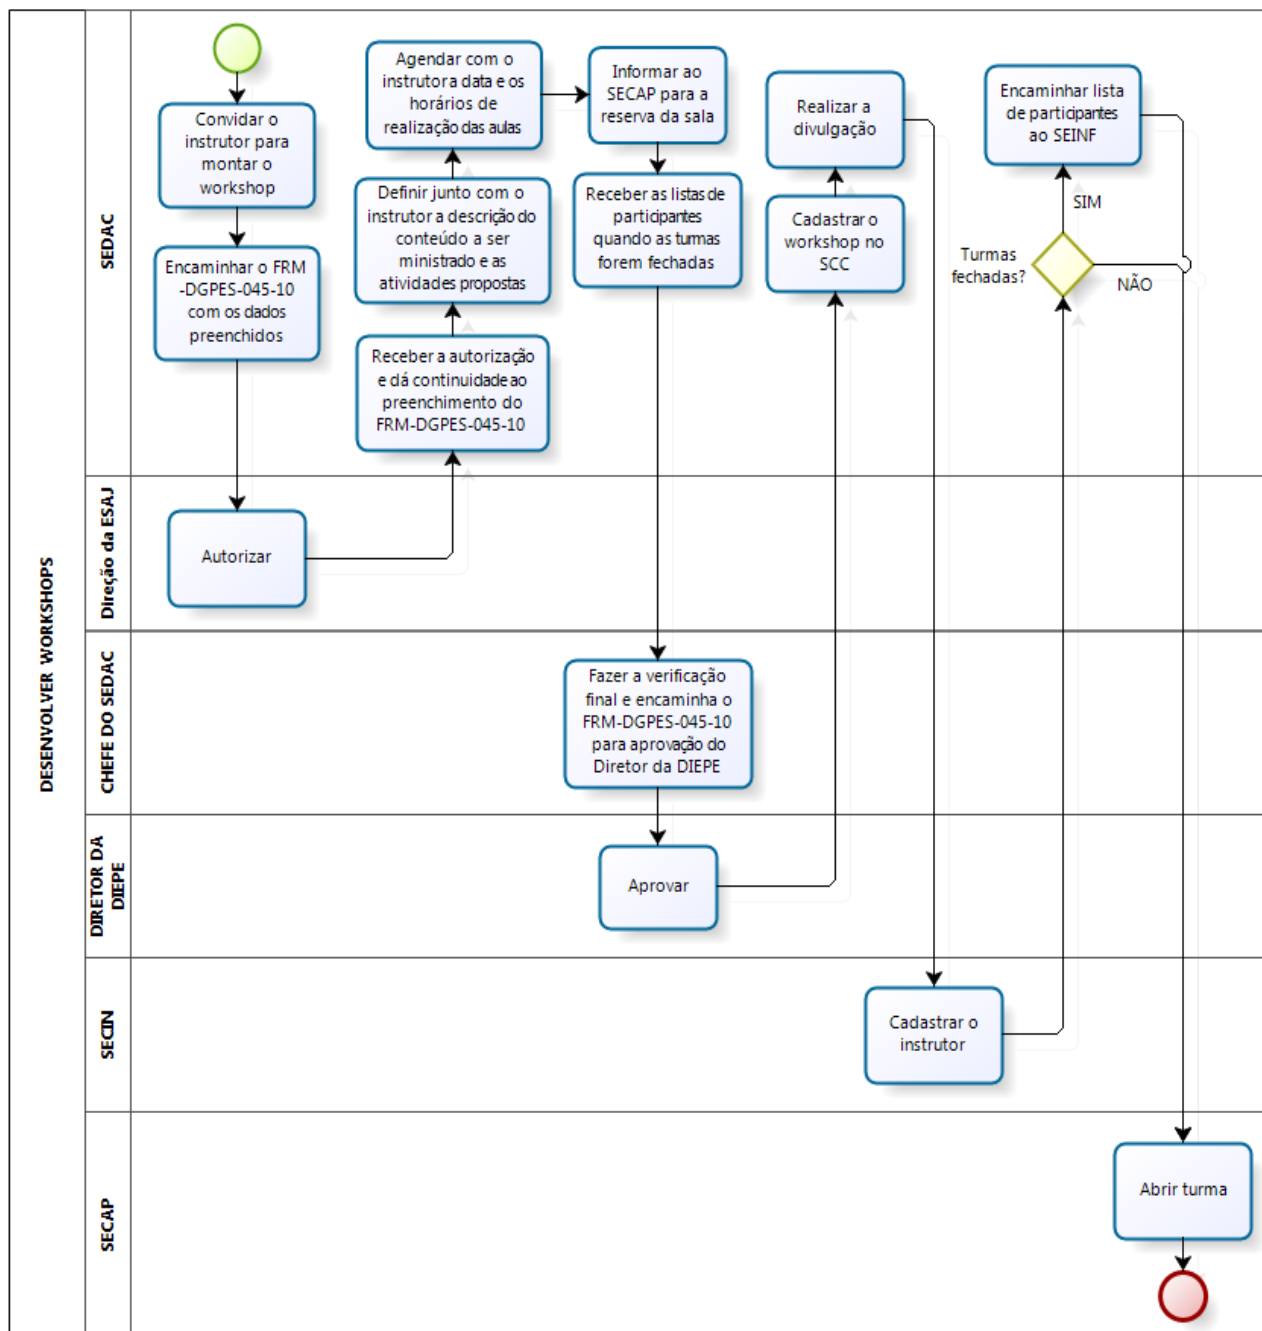 DESENVOLVER WORKSHOPS
SEDAC
Convidar o
instrutor para
montar o
workshop
Encaminhar o FRM
-DGPES-045-10
com os dados
preenchidos
Agendar com o
instrutor a data e os
horários de
realização das aulas
Definir junto com o
instrutor a descrição do
conteúdo a ser
ministrado e as
atividades propostas
Receber a autorização
e dá continuidade ao
preenchimento do
FRM-DGPES-045-10
Informar ao
SECAP para a
reserva da sala
Receber as listas de
participantes
quando as turmas
forem fechadas
Realizar a
divulgação
Cadastrar o
workshop no
SCC
Encaminhar lista
de participantes
ao SEINF
SIM
Turmas
fechadas?
NÃO
Direção da ESAJ
Autorizar
CHEFE DO SEDAC
Fazer a verificação
final e encaminha o
FRM-DGPES-045-10
para aprovação do
Diretor da DIEPE
DIRETOR DA
DIEPE
Aprovar
SECIN
Cadastrar o
instrutor
SECAP
Abrir turma